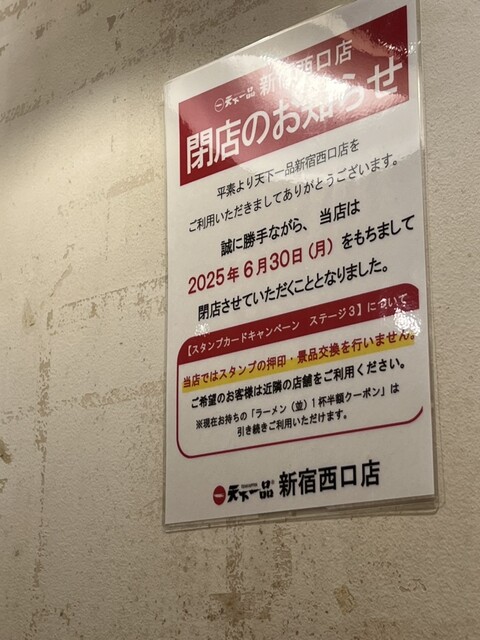 天下一品 新宿西口店
閉店のお知らせ
平素より天下一品新宿西口店を
ご利用いただきましてありがとうございます。
誠に勝手ながら、当店は
2025年6月30日(月)をもちまして
閉店させていただくこととなりました。
【スタンプカードキャンペーン ステージ3】について
当店ではスタンプの押印・景品交換を行いません。
ご希望のお客様は近隣の店舗をご利用ください。
※現在お持ちの「ラーメン(並)1杯半額クーポン」は
引き続きご利用いただけます。
天下一品 新宿西口店